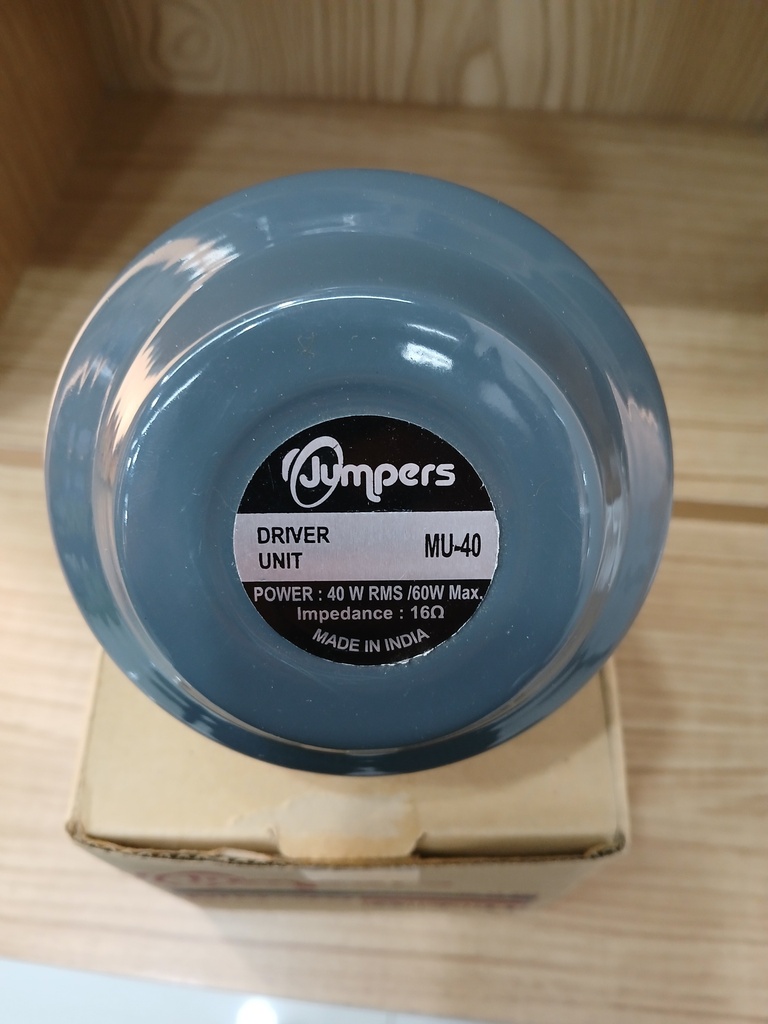 Jumpers
DRIVER
UNIT
MU-40
POWER : 40 W RMS /60W Max.
Impedance : 16Ω
MADE IN INDIA